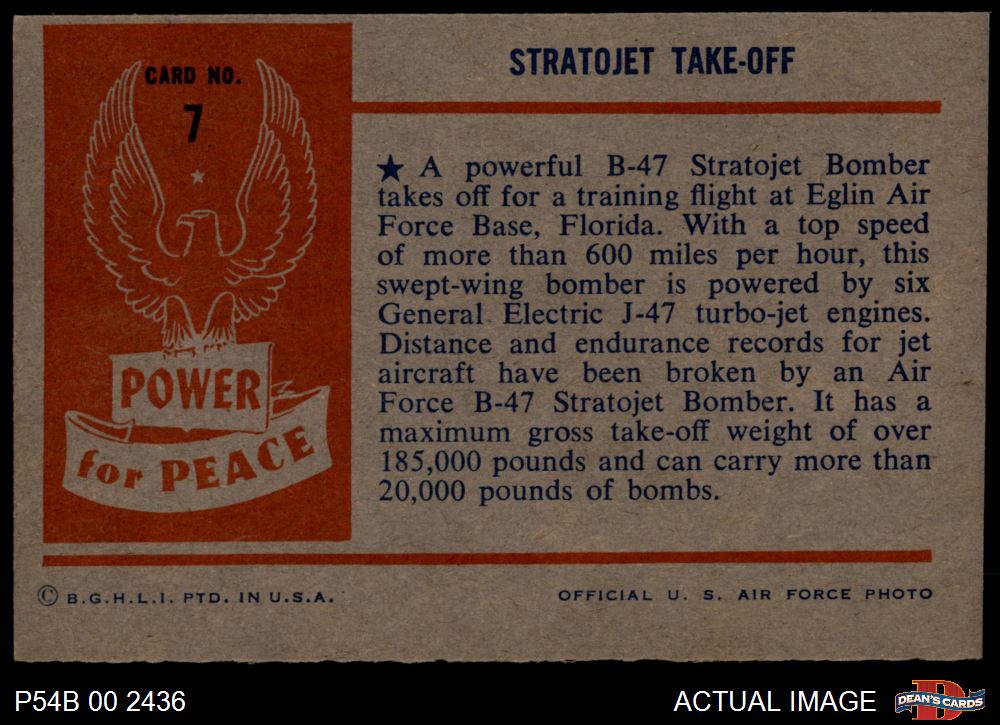 CARD NO.
7
POWER
for PEACE
STRATOJET TAKE-OFF
★ A powerful B-47 Stratojet Bomber
takes off for a training flight at Eglin Air
Force Base, Florida. With a top speed
of more than 600 miles per hour, this
swept-wing bomber is powered by six
General Electric J-47 turbo-jet engines.
Distance and endurance records for jet
aircraft have been broken by an Air
Force B-47 Stratojet Bomber. It has a
maximum gross take-off weight of over
185,000 pounds and can carry more than
20,000 pounds of bombs.
© B.G.H.L.I. PTD. IN U.S.A.
OFFICIAL U. S. AIR FORCE PHOTO
P54B 00 2436
ACTUAL IMAGE
D
DEAN'S CARDS